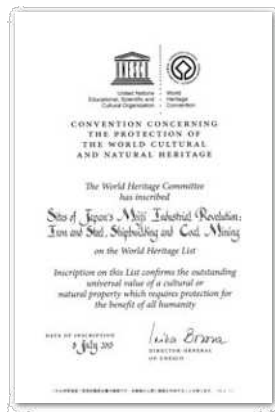 United Nations
Educational, Scientific and
Cultural Organization
World
Heritage
Convention
CONVENTION CONCERNING
THE PROTECTION OF
THE WORLD CULTURAL
AND NATURAL HERITAGE
The World Heritage Committee
has inscribed
Sites of Japan's Meiji Industrial Revolution:
Iron and Steel, Shipbuilding and Coal Mining
on the World Heritage List
Inscription on this List confirms the outstanding
universal value of a cultural or
natural property which requires protection for
the benefit of all humanity
DATE OF INSCRIPTION
8 July 2015
Irina Bokova
DIRECTOR-GENERAL
OF UNESCO